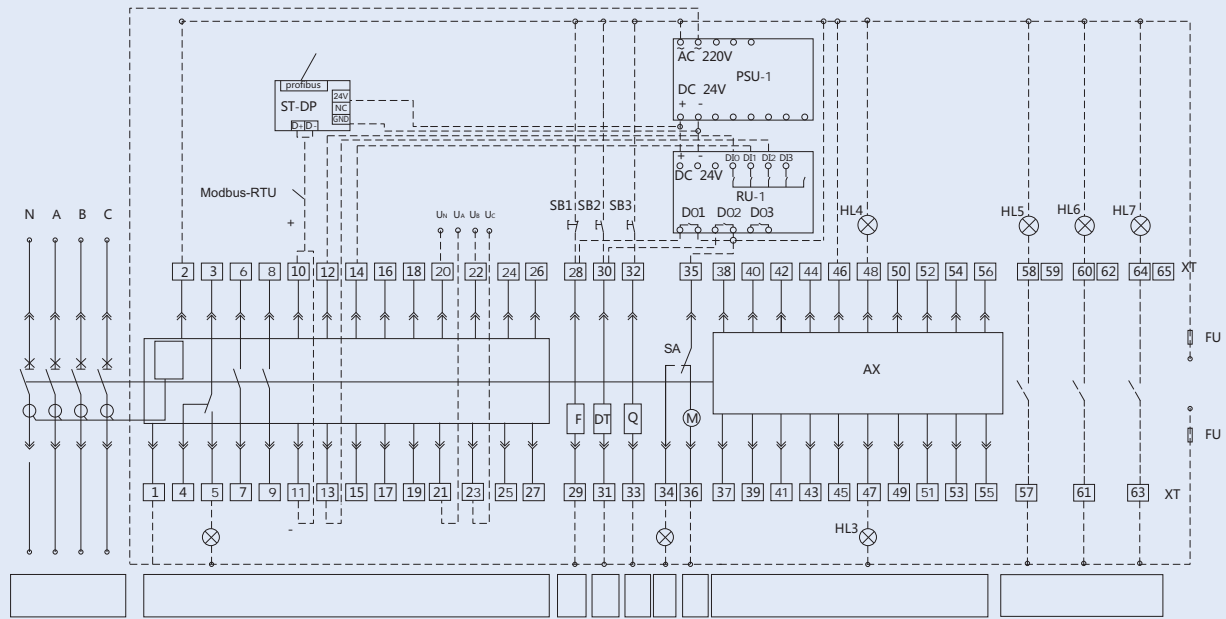 AC 220V
PSU-1
DC 24V
+ -
profibus
ST-DP
24V
NC
GND
D+ D-
+ -
DI0 DI1 DI2 DI3
DC 24V
RU-1
D01 D02 D03
Modbus-RTU
+
N A B C
UN UA UB UC
SB1 SB2 SB3
HL4
HL5
HL6
HL7
2 3 6 8 10 12 14 16 18 20 22 24 26 28 30 32 35 38 40 42 44 46 48 50 52 54 56 58 59 60 62 64 65 XT
FU
SA
AX
F DT Q M
FU
1 4 5 7 9 11 13 15 17 19 21 23 25 27 29 31 33 34 36 37 39 41 43 45 47 49 51 53 55 57 61 63 XT
-
HL3